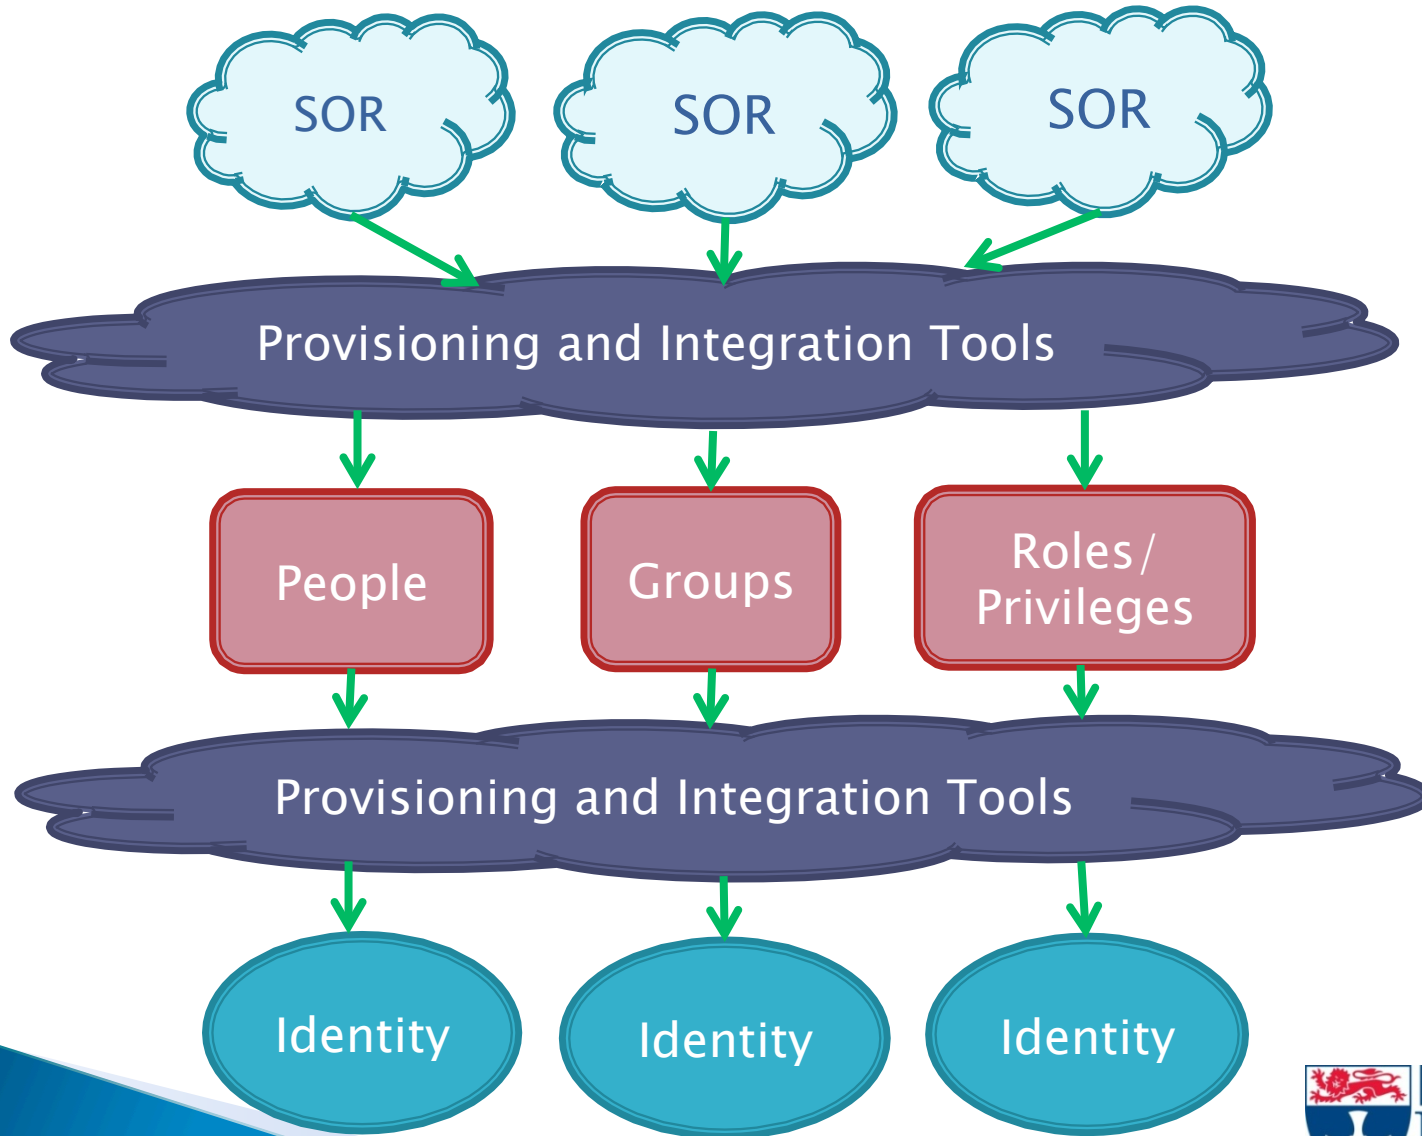 SOR
SOR
SOR
Provisioning and Integration Tools
People
Groups
Roles/
Privileges
Provisioning and Integration Tools
Identity
Identity
Identity